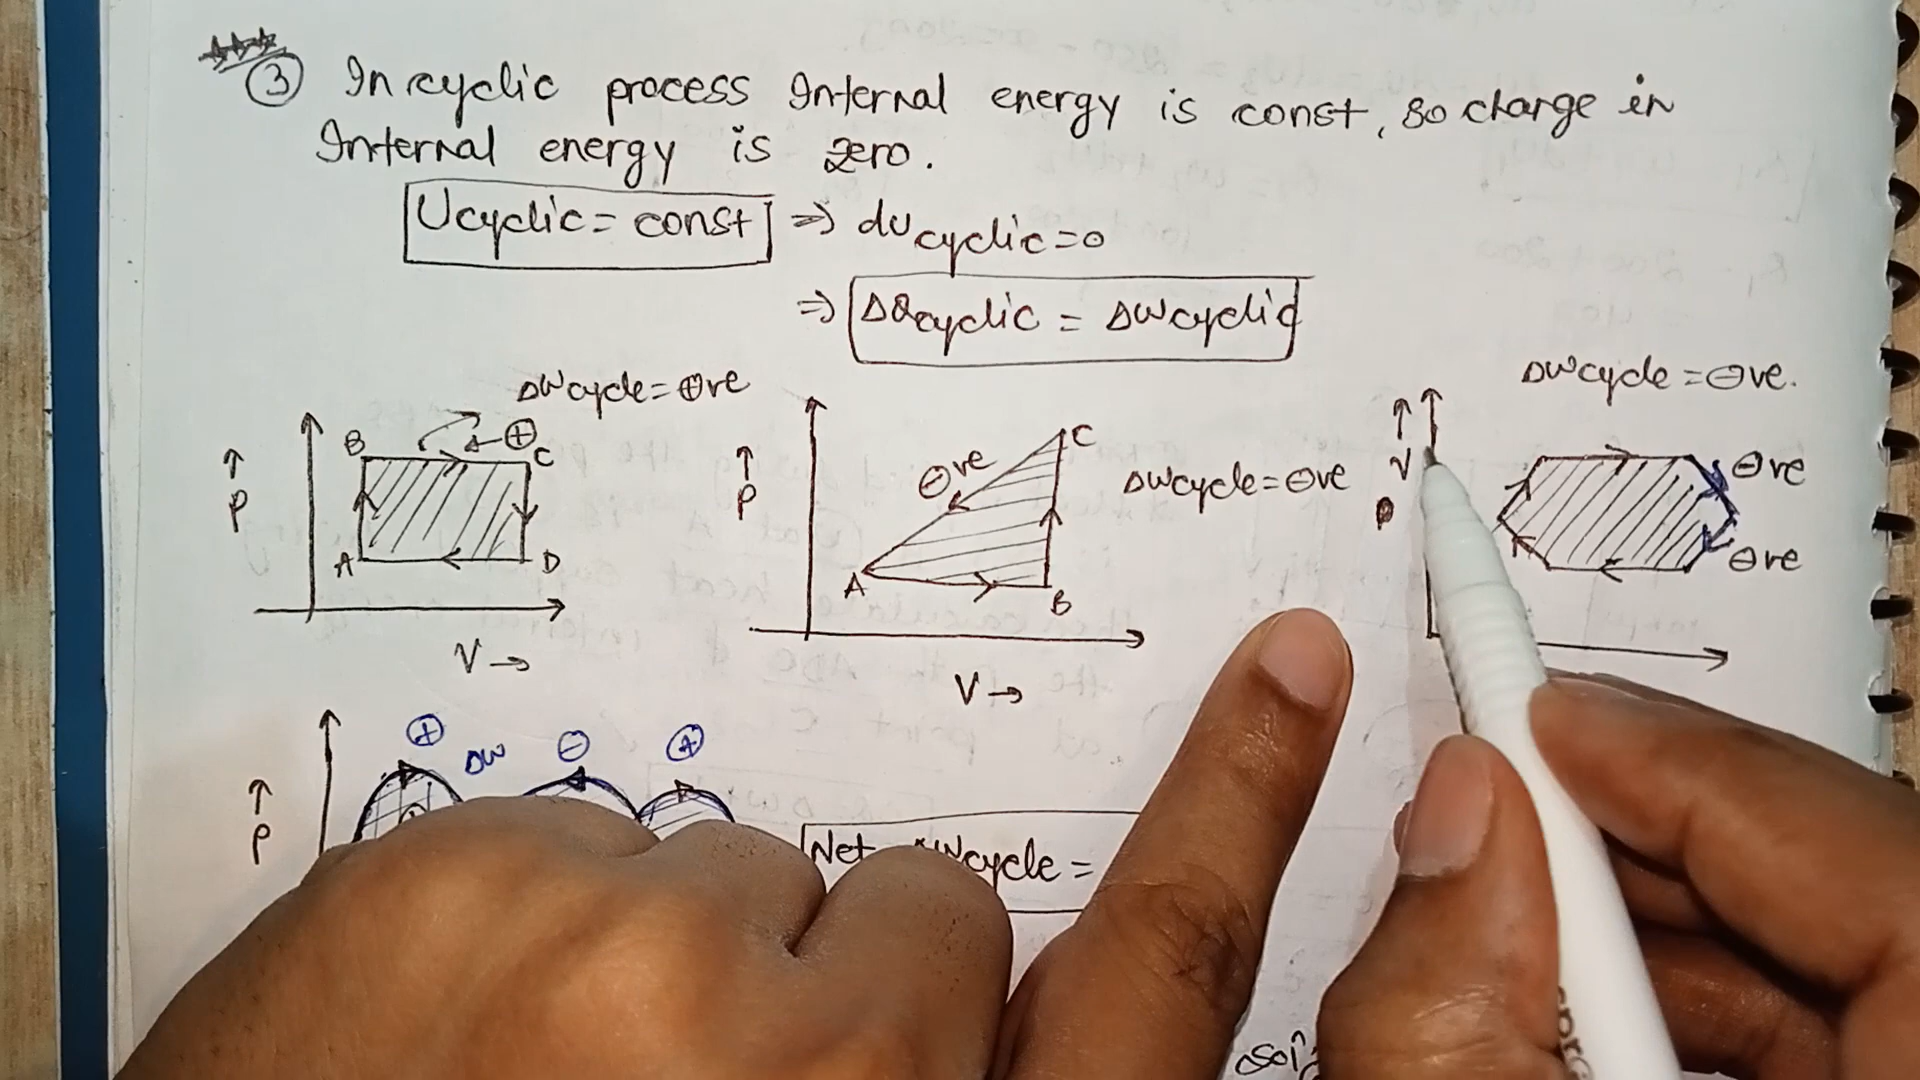 ③ In cyclic process Internal energy is const, so change in
Internal energy is zero.
Ucyclic = const ⇒ dUcyclic = 0
⇒ ΔQcyclic = ΔWcyclic
ΔWcycle = ⊕ve
↑
P
B
⊕
C
A
D
V →
↑
P
⊖ve
C
A
B
ΔWcycle = ⊖ve
V →
ΔWcycle = ⊖ve.
↑
V
⊖ve
⊖ve
↑
P
⊕
ΔW
⊖
⊕
Net ΔWcycle =